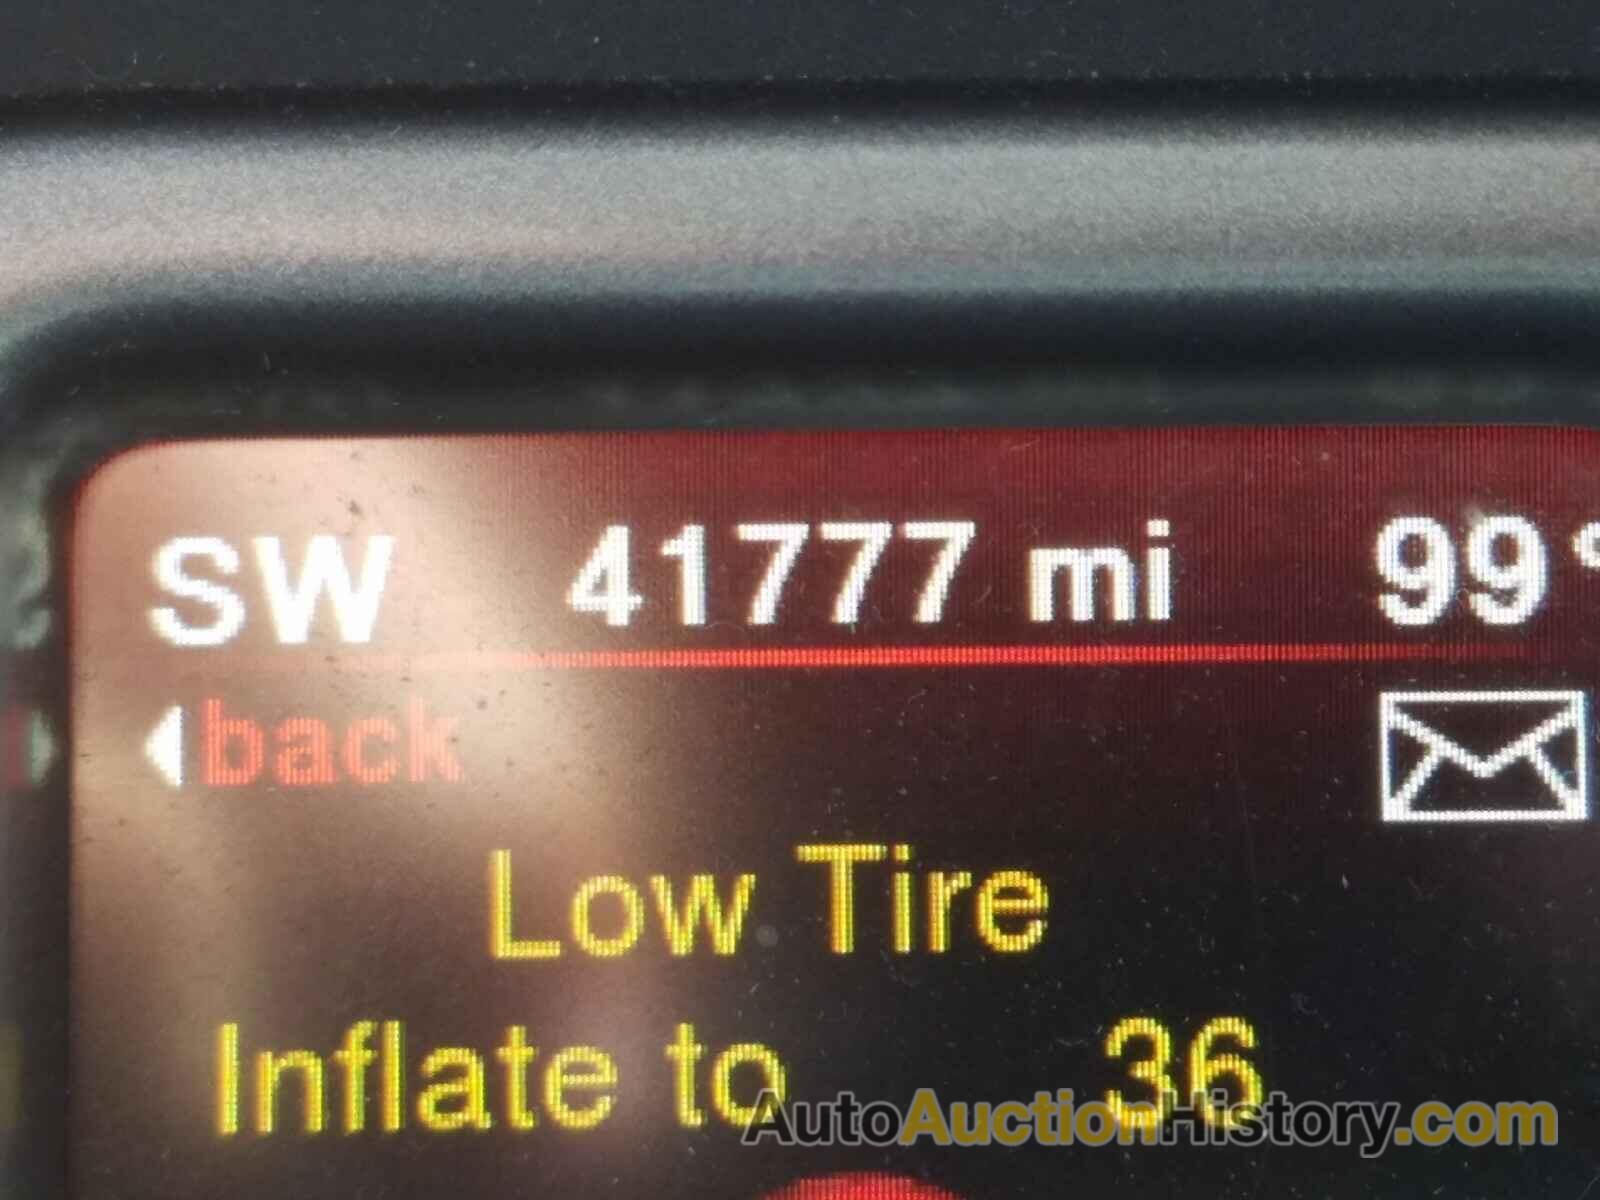 SW 41777 mi 99°
back
Low Tire
Inflate to 36
AutoAuctionHistory.com